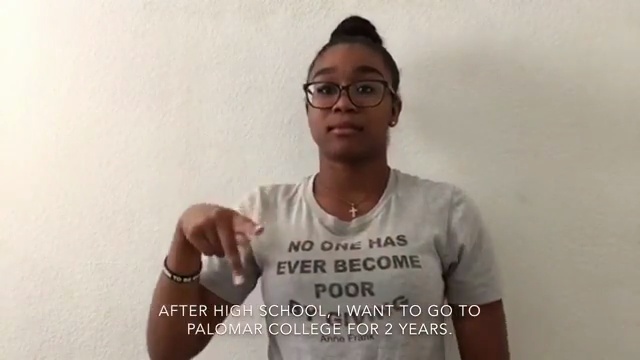 NO ONE HAS
EVER BECOME
POOR
GIVING
Anne Frank
AFTER HIGH SCHOOL, I WANT TO GO TO
PALOMAR COLLEGE FOR 2 YEARS.